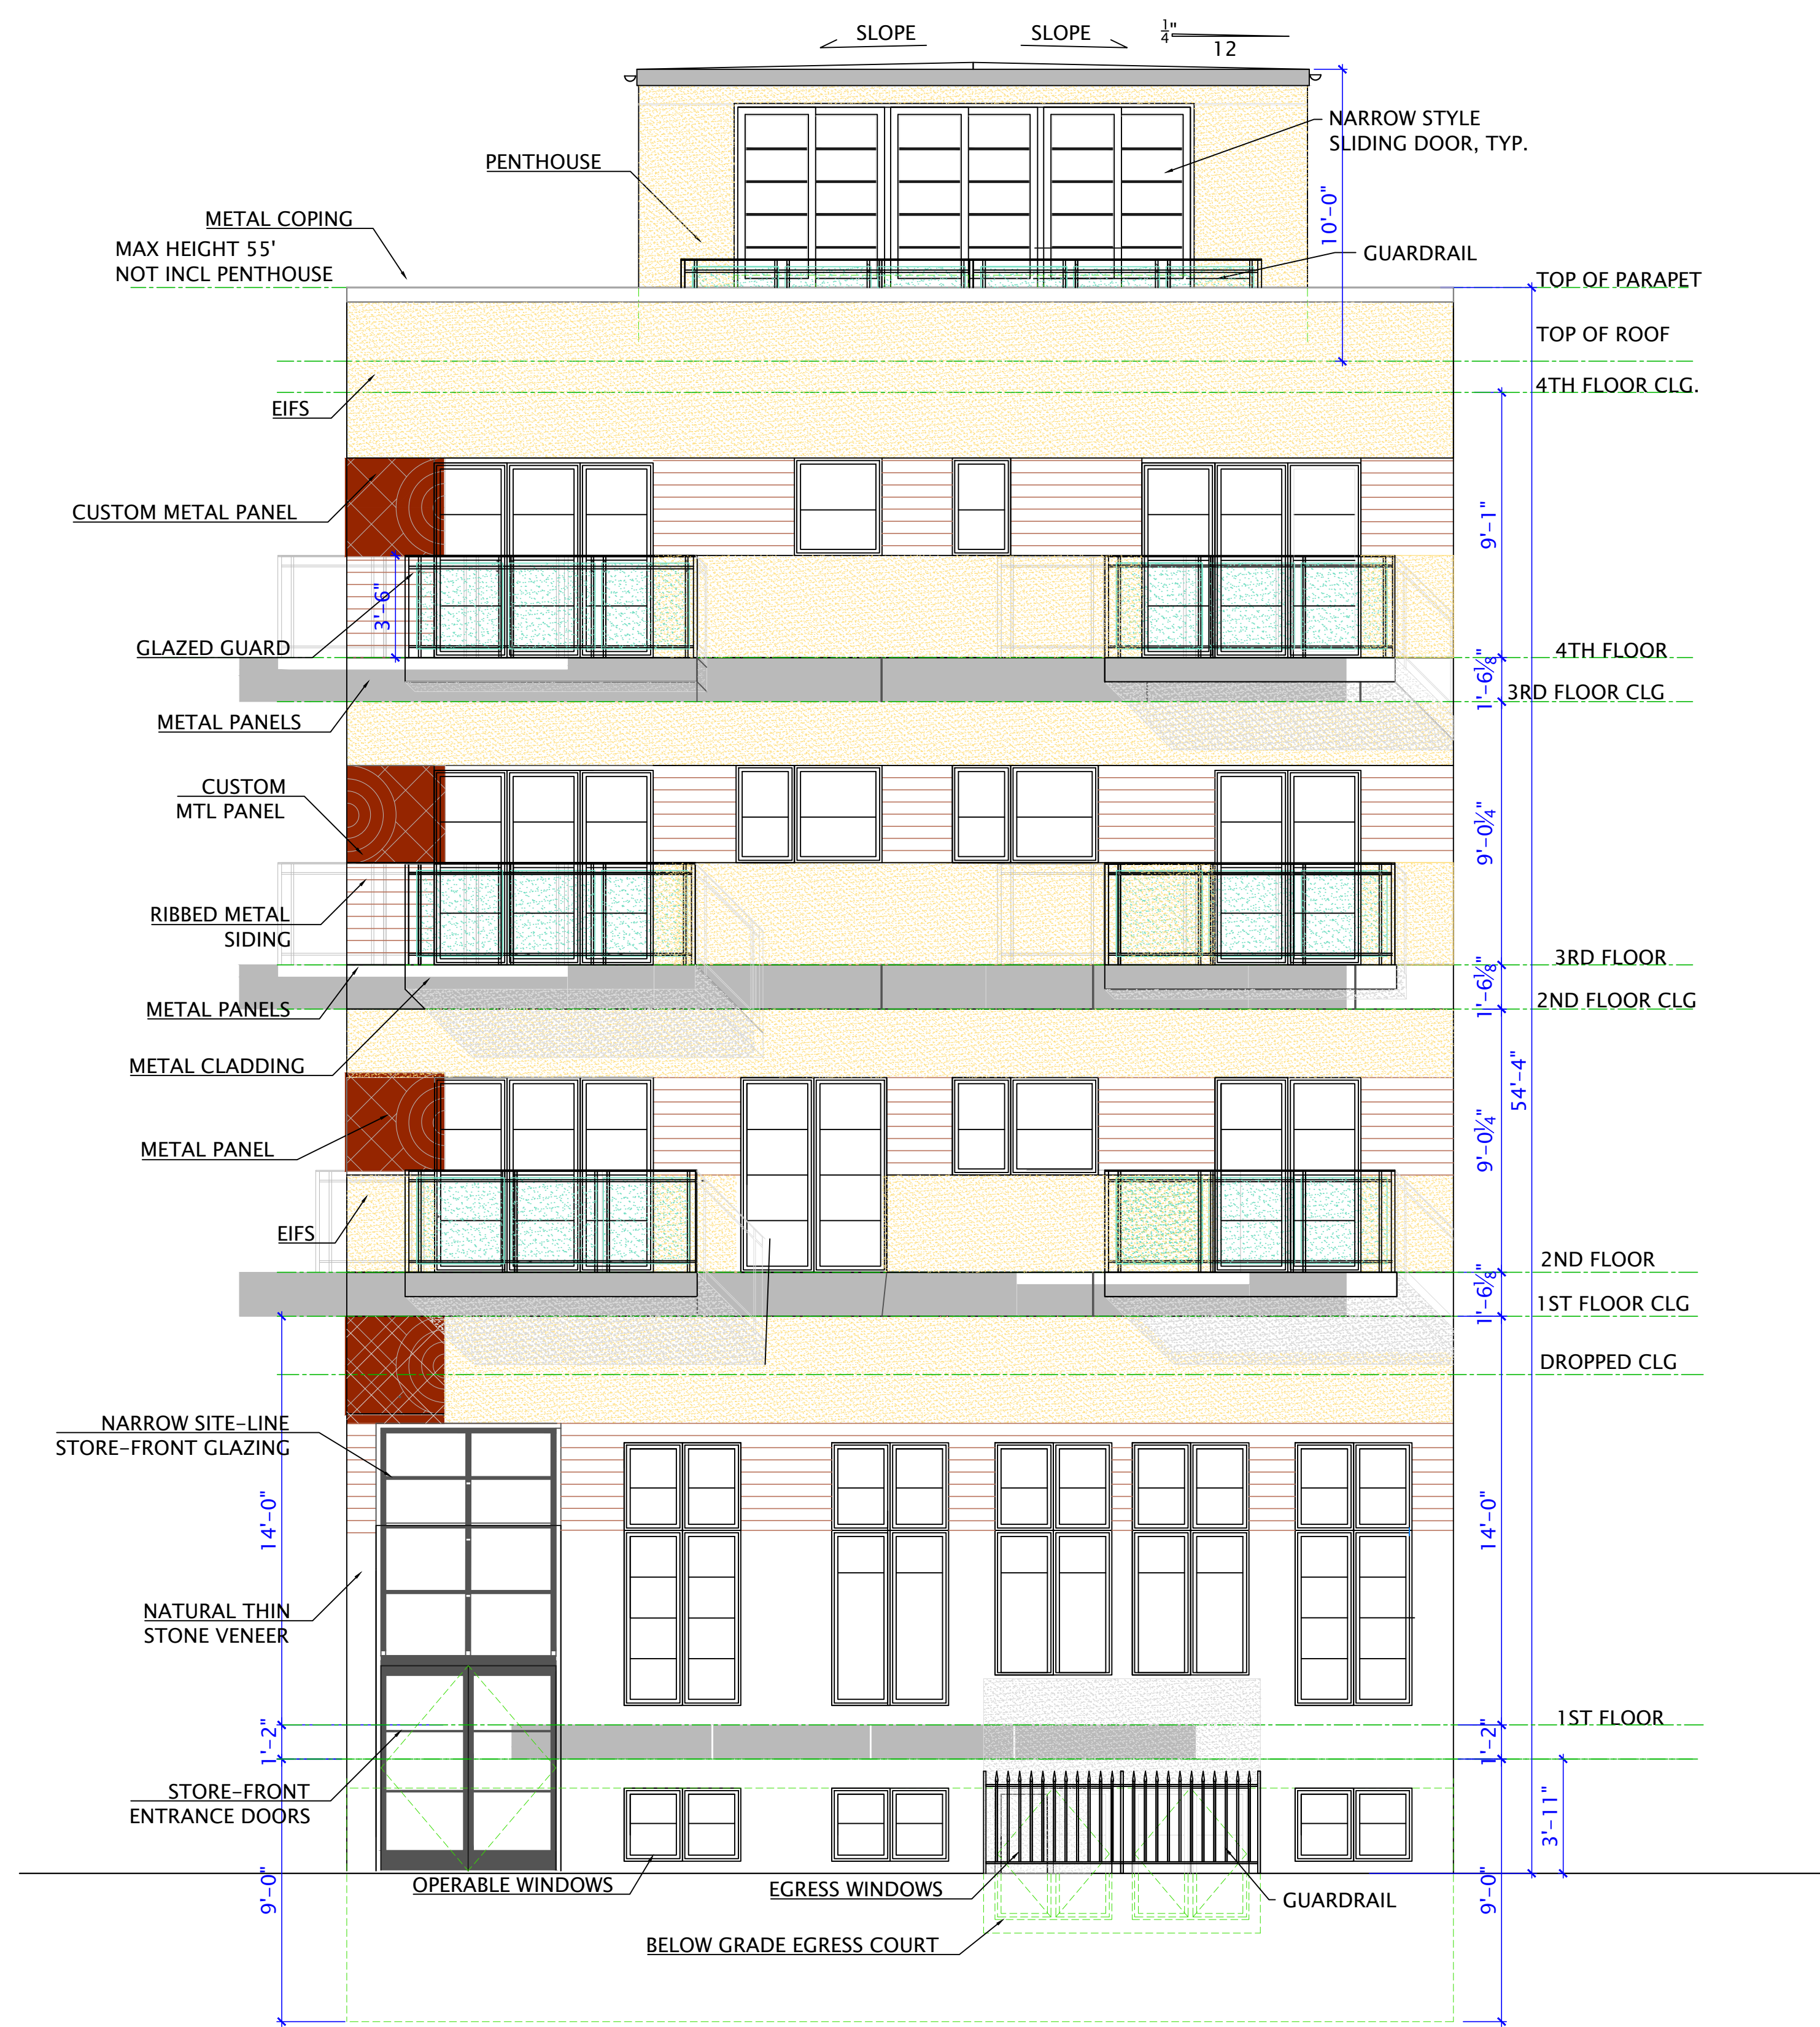 SLOPE
SLOPE
1/4"
12
NARROW STYLE
SLIDING DOOR, TYP.
PENTHOUSE
10'-0"
METAL COPING
MAX HEIGHT 55'
NOT INCL PENTHOUSE
GUARDRAIL
TOP OF PARAPET
TOP OF ROOF
4TH FLOOR CLG.
EIFS
CUSTOM METAL PANEL
9'-1"
3'-6"
GLAZED GUARD
4TH FLOOR
1'-6 1/8"
3RD FLOOR CLG
METAL PANELS
CUSTOM
MTL PANEL
9'-0 1/4"
RIBBED METAL
SIDING
3RD FLOOR
1'-6 1/8"
2ND FLOOR CLG
METAL PANELS
METAL CLADDING
54'-4"
9'-0 1/4"
METAL PANEL
EIFS
2ND FLOOR
1'-6 1/8"
1ST FLOOR CLG
DROPPED CLG
NARROW SITE-LINE
STORE-FRONT GLAZING
14'-0"
14'-0"
NATURAL THIN
STONE VENEER
1ST FLOOR
1'-2"
1'-2"
STORE-FRONT
ENTRANCE DOORS
3'-11"
OPERABLE WINDOWS
EGRESS WINDOWS
GUARDRAIL
9'-0"
9'-0"
BELOW GRADE EGRESS COURT